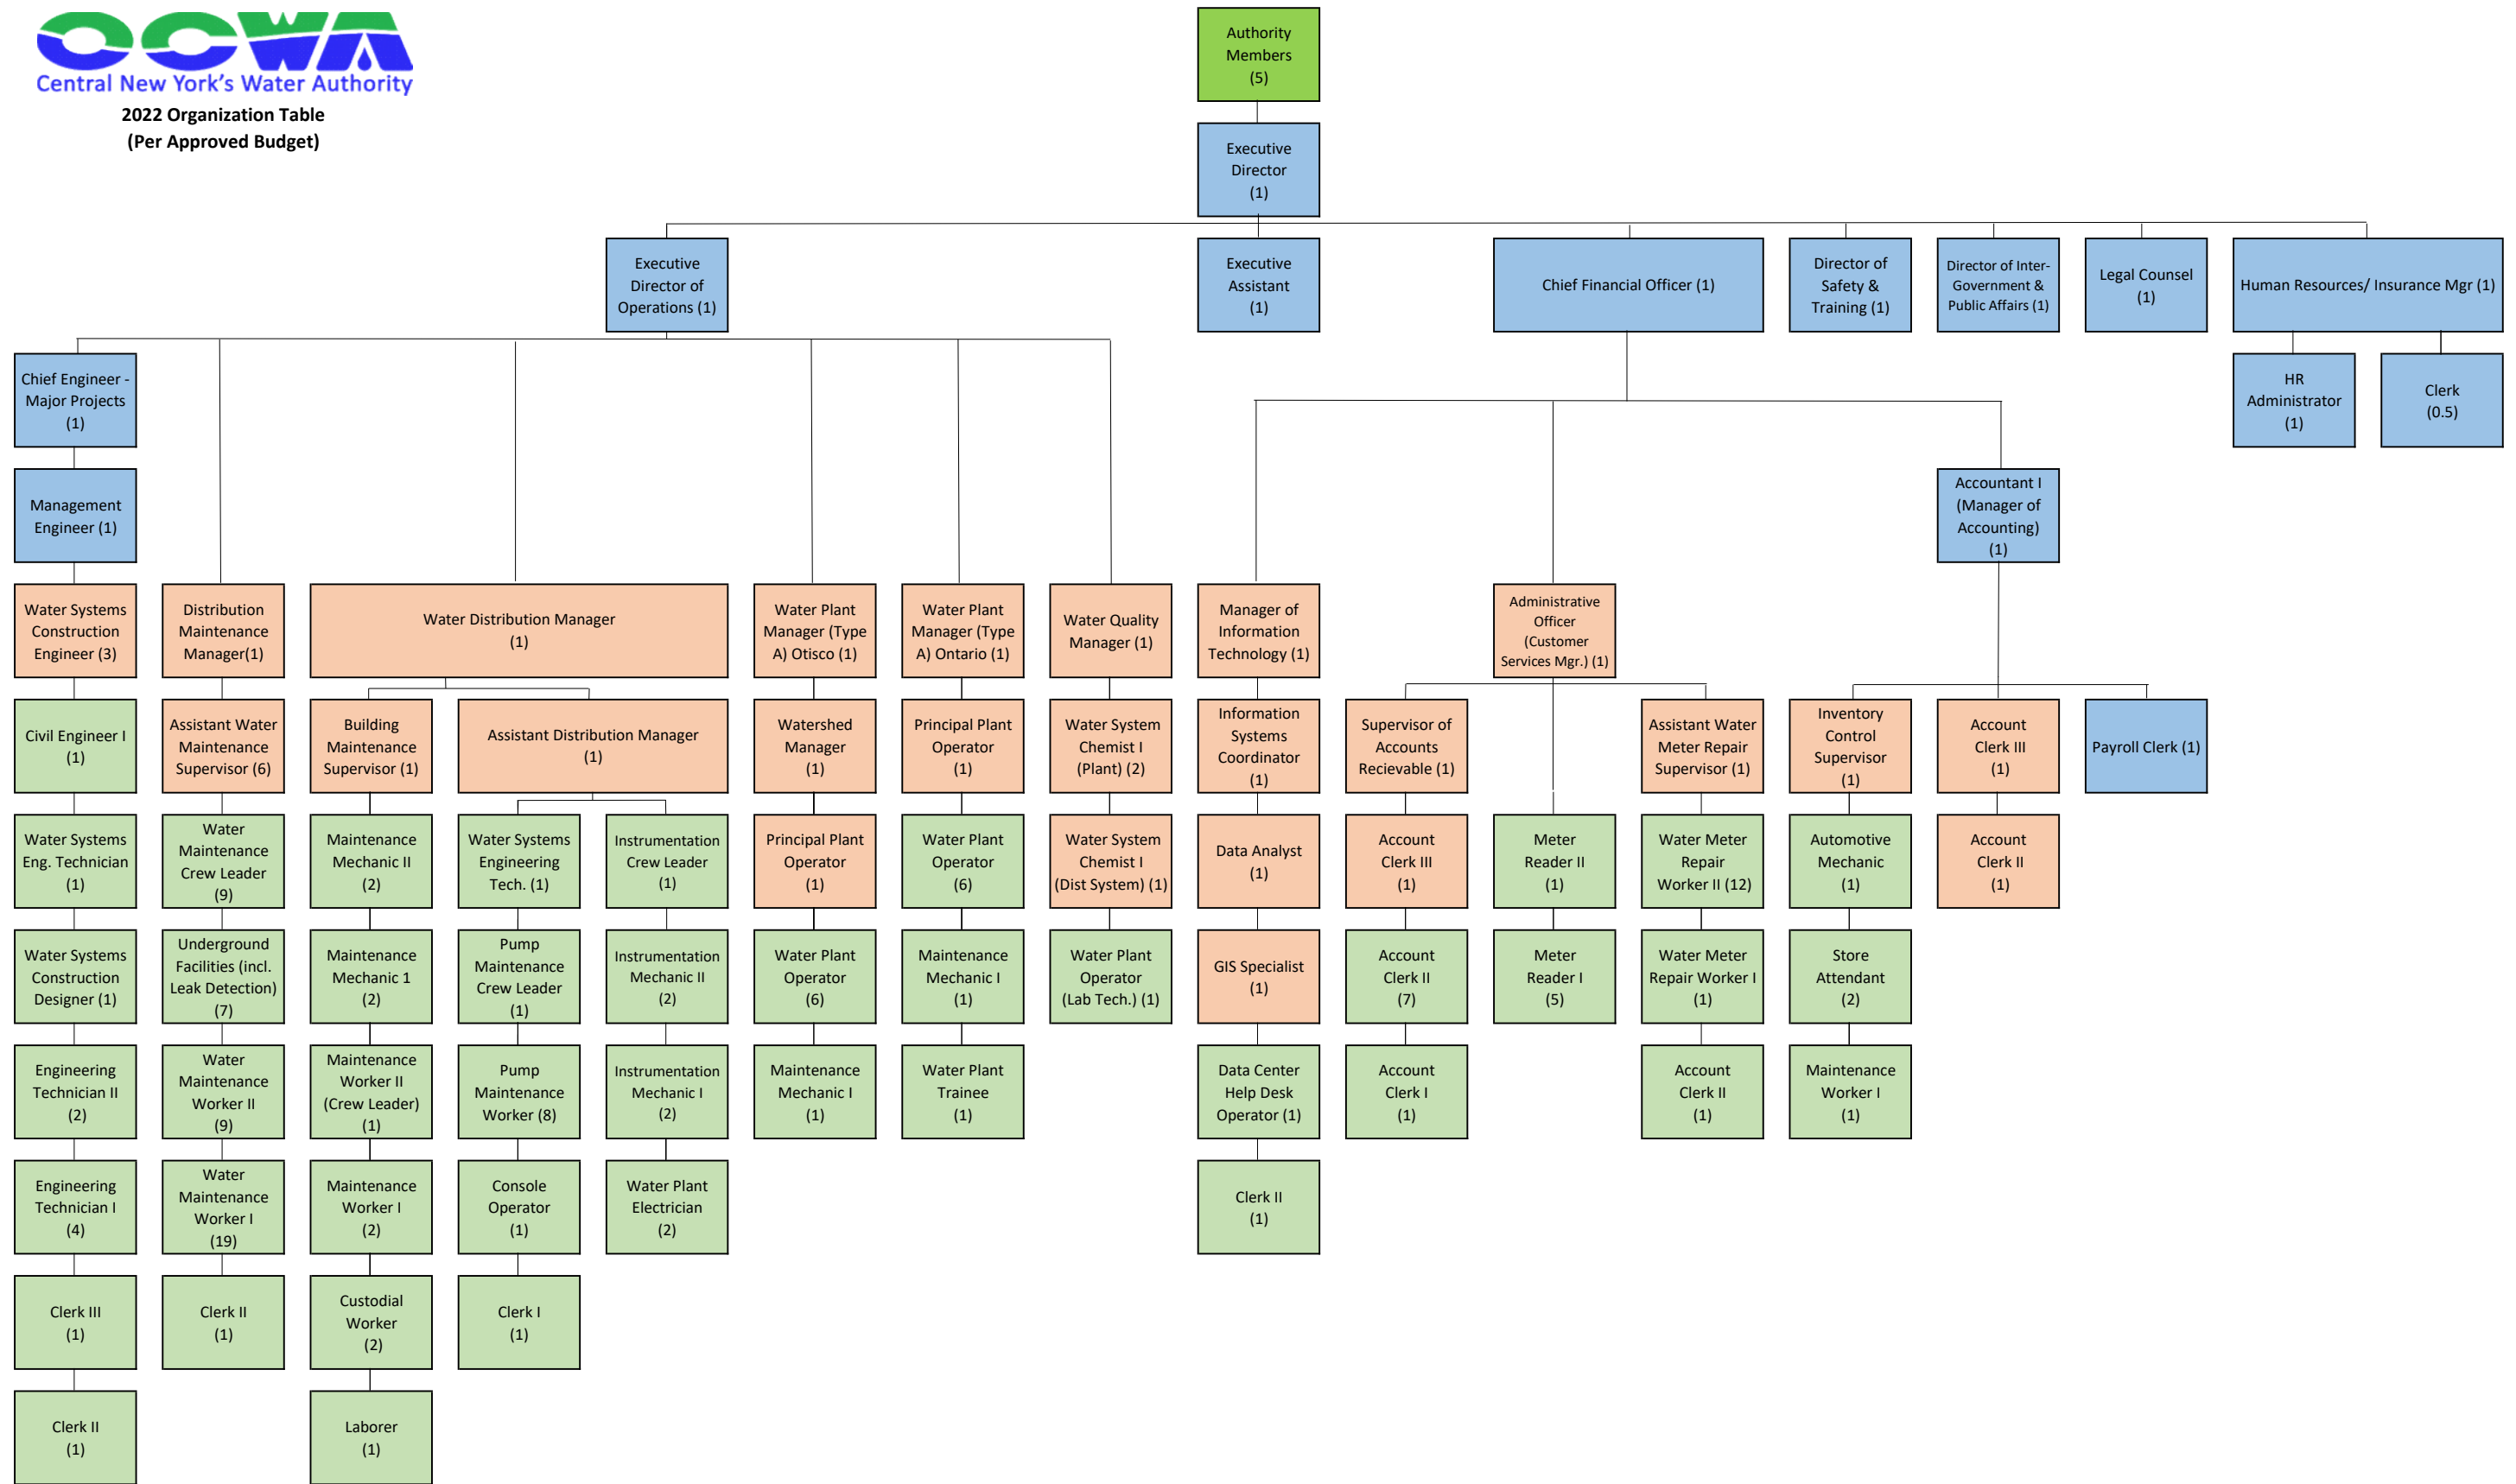 OCWA
Central New York's Water Authority
2022 Organization Table
(Per Approved Budget)
Authority
Members
(5)
Executive
Director
(1)
Executive
Director of
Operations (1)
Executive
Assistant
(1)
Chief Financial Officer (1)
Director of
Safety &
Training (1)
Director of Inter-
Government &
Public Affairs (1)
Legal Counsel
(1)
Human Resources/ Insurance Mgr (1)
Chief Engineer -
Major Projects
(1)
HR
Administrator
(1)
Clerk
(0.5)
Management
Engineer (1)
Accountant I
(Manager of
Accounting)
(1)
Water Systems
Construction
Engineer (3)
Distribution
Maintenance
Manager(1)
Water Distribution Manager
(1)
Water Plant
Manager (Type
A) Otisco (1)
Water Plant
Manager (Type
A) Ontario (1)
Water Quality
Manager (1)
Manager of
Information
Technology (1)
Administrative
Officer
(Customer
Services Mgr.) (1)
Civil Engineer I
(1)
Assistant Water
Maintenance
Supervisor (6)
Building
Maintenance
Supervisor (1)
Assistant Distribution Manager
(1)
Watershed
Manager
(1)
Principal Plant
Operator
(1)
Water System
Chemist I
(Plant) (2)
Information
Systems
Coordinator
(1)
Supervisor of
Accounts
Recievable (1)
Assistant Water
Meter Repair
Supervisor (1)
Inventory
Control
Supervisor
(1)
Account
Clerk III
(1)
Payroll Clerk (1)
Water Systems
Eng. Technician
(1)
Water
Maintenance
Crew Leader
(9)
Maintenance
Mechanic II
(2)
Water Systems
Engineering
Tech. (1)
Instrumentation
Crew Leader
(1)
Principal Plant
Operator
(1)
Water Plant
Operator
(6)
Water System
Chemist I
(Dist System) (1)
Data Analyst
(1)
Account
Clerk III
(1)
Meter
Reader II
(1)
Water Meter
Repair
Worker II (12)
Automotive
Mechanic
(1)
Account
Clerk II
(1)
Water Systems
Construction
Designer (1)
Underground
Facilities (incl.
Leak Detection)
(7)
Maintenance
Mechanic 1
(2)
Pump
Maintenance
Crew Leader
(1)
Instrumentation
Mechanic II
(2)
Water Plant
Operator
(6)
Maintenance
Mechanic I
(1)
Water Plant
Operator
(Lab Tech.) (1)
GIS Specialist
(1)
Account
Clerk II
(7)
Meter
Reader I
(5)
Water Meter
Repair Worker I
(1)
Store
Attendant
(2)
Engineering
Technician II
(2)
Water
Maintenance
Worker II
(9)
Maintenance
Worker II
(Crew Leader)
(1)
Pump
Maintenance
Worker (8)
Instrumentation
Mechanic I
(2)
Maintenance
Mechanic I
(1)
Water Plant
Trainee
(1)
Data Center
Help Desk
Operator (1)
Account
Clerk I
(1)
Account
Clerk II
(1)
Maintenance
Worker I
(1)
Engineering
Technician I
(4)
Water
Maintenance
Worker I
(19)
Maintenance
Worker I
(2)
Console
Operator
(1)
Water Plant
Electrician
(2)
Clerk II
(1)
Clerk III
(1)
Clerk II
(1)
Custodial
Worker
(2)
Clerk I
(1)
Clerk II
(1)
Laborer
(1)